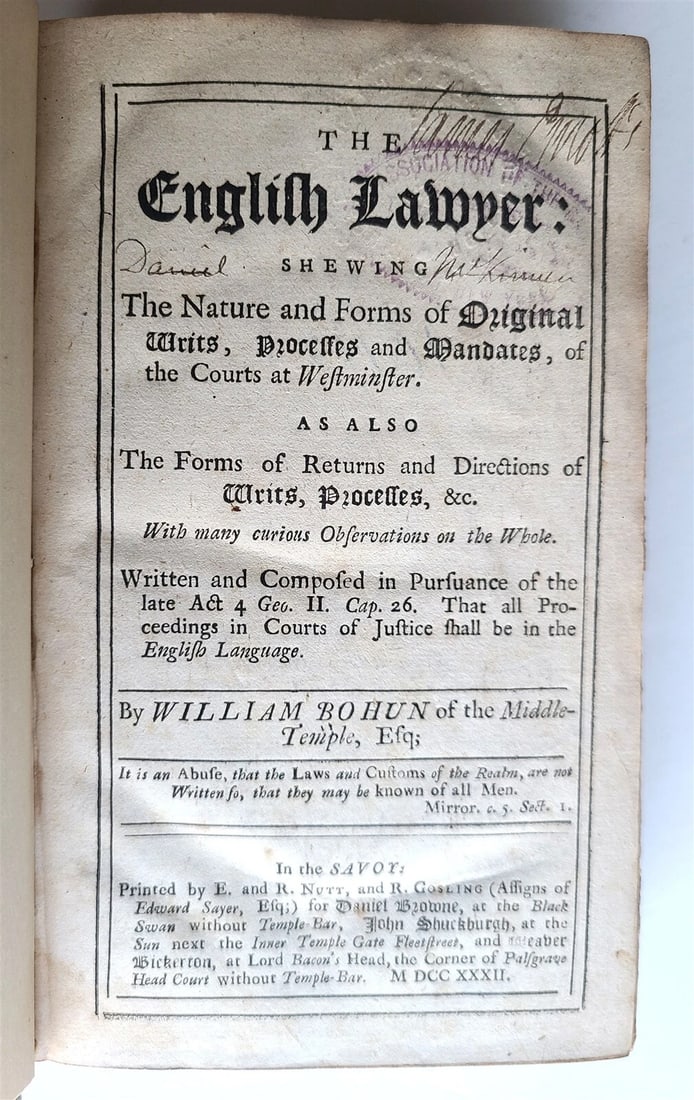 THE
Engliſh Lawyer:
Daniel SHEWING
The Nature and Forms of Original
Writs, Proceſſes and Mandates, of
the Courts at Weſtminſter.
AS ALSO
The Forms of Returns and Directions of
Writs, Proceſſes, &c.
With many curious Obſervations on the Whole.
Written and Compoſed in Purſuance of the
late Act 4 Geo. II. Cap. 26. That all Pro-
ceedings in Courts of Juſtice ſhall be in the
Engliſh Language.
By WILLIAM BOHUN of the Middle-
Temple, Eſq;
It is an Abuſe, that the Laws and Cuſtoms of the Realm, are not
Written ſo, that they may be known of all Men.
Mirror. c. 5. Sect. 1.
In the SAVOY:
Printed by E. and R. NUTT, and R. GOSLING (Aſſigns of
Edward Sayer, Eſq;) for Daniel Browne, at the Black
Swan without Temple-Bar, John Shuckburgh, at the
Sun next the Inner Temple Gate Fleetſtreet, and
Bickerton, at Lord Bacon's Head, the Corner of Palſgrave
Head Court without Temple-Bar. M DCC XXXII.
ASSOCIATION OF THE